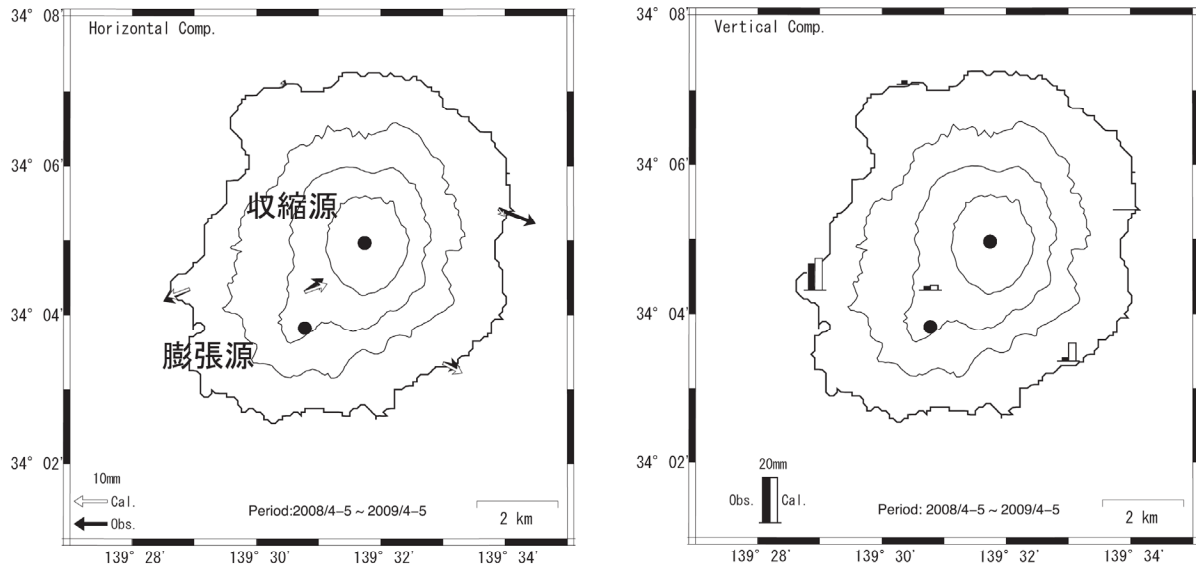 34° 08'
Horizontal Comp.
34° 06'
収縮源
34° 04'
膨張源
34° 02'
10mm
Cal.
Obs.
Period:2008/4–5 ~ 2009/4–5
2 km
139° 28'
139° 30'
139° 32'
139° 34'
34° 08'
Vertical Comp.
34° 06'
34° 04'
34° 02'
20mm
Obs.
Cal.
Period: 2008/4–5 ~ 2009/4–5
2 km
139° 28'
139° 30'
139° 32'
139° 34'